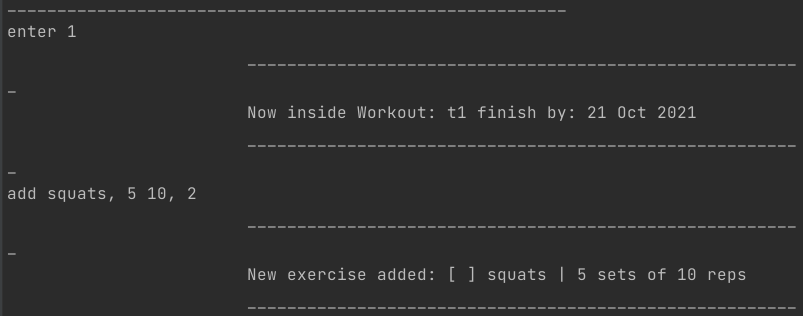 --------------------------------------------------------
enter 1
-------------------------------------------------------
-
Now inside Workout: t1 finish by: 21 Oct 2021
-------------------------------------------------------
-
add squats, 5 10, 2
-------------------------------------------------------
-
New exercise added: [ ] squats | 5 sets of 10 reps
-------------------------------------------------------